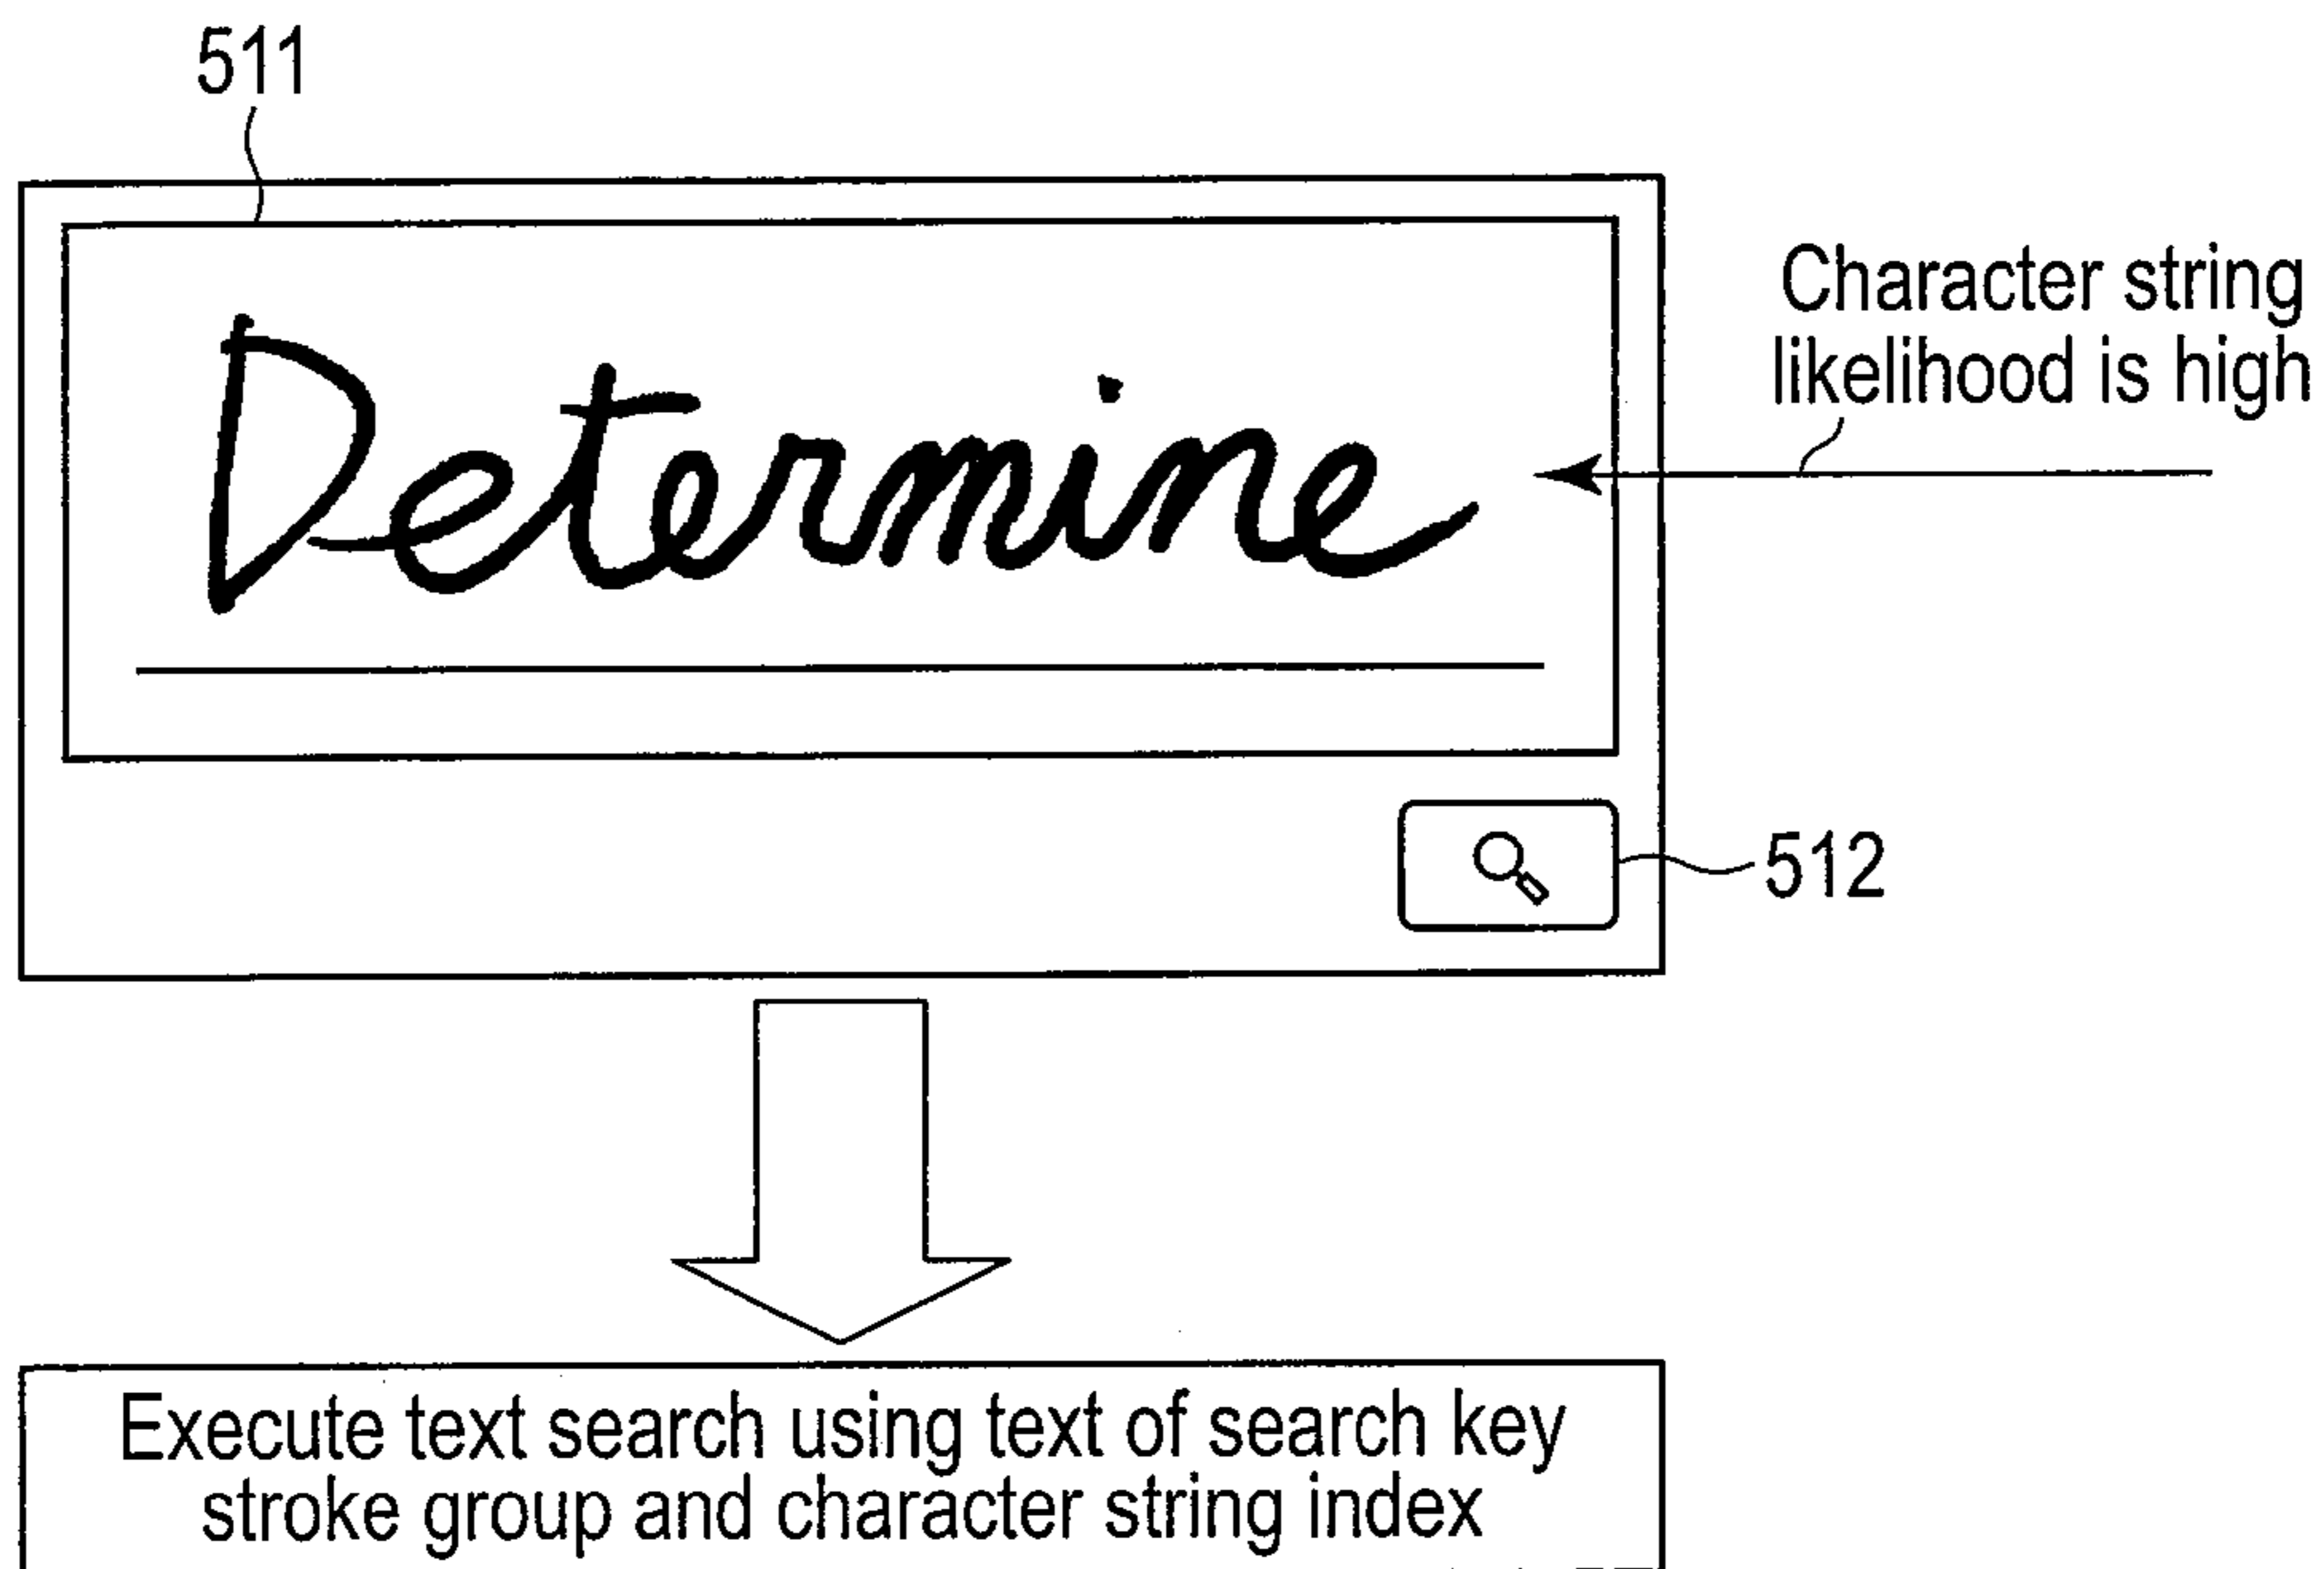 511
Character string
likelihood is high
Determine
512
Execute text search using text of search key
stroke group and character string index